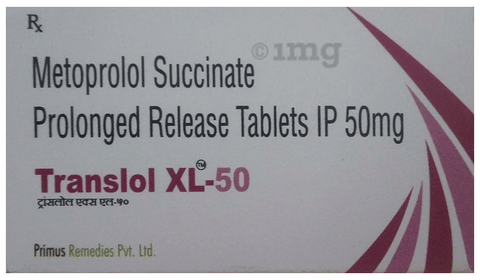 Rx
©1mg
Metoprolol Succinate
Prolonged Release Tablets IP 50mg
Translol XL™-50
ट्रांसलोल एक्स एल-५०
Primus Remedies Pvt. Ltd.